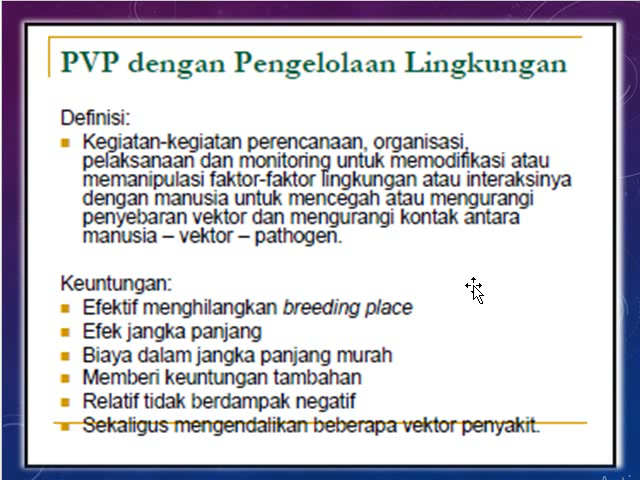 PVP dengan Pengelolaan Lingkungan
Definisi:
Kegiatan-kegiatan perencanaan, organisasi,
pelaksanaan dan monitoring untuk memodifikasi atau
memanipulasi faktor-faktor lingkungan atau interaksinya
dengan manusia untuk mencegah atau mengurangi
penyebaran vektor dan mengurangi kontak antara
manusia – vektor – pathogen.
Keuntungan:
Efektif menghilangkan breeding place
Efek jangka panjang
Biaya dalam jangka panjang murah
Memberi keuntungan tambahan
Relatif tidak berdampak negatif
Sekaligus mengendalikan beberapa vektor penyakit.